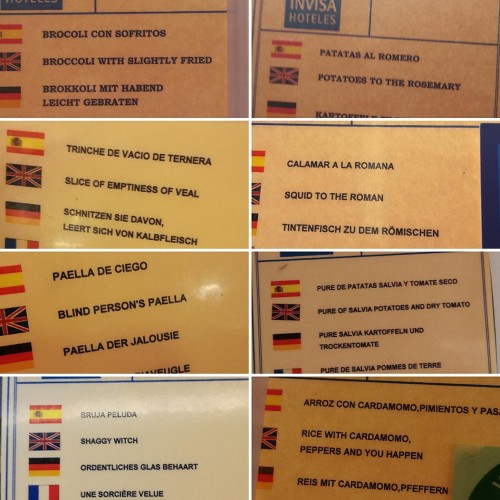 HOTELES
BROCOLI CON SOFRITOS
BROCCOLI WITH SLIGHTLY FRIED
BROKKOLI MIT HABEND
LEICHT GEBRATEN
INVISA
HOTELES
PATATAS AL ROMERO
POTATOES TO THE ROSEMARY
TRINCHE DE VACIO DE TERNERA
SLICE OF EMPTINESS OF VEAL
SCHNITZEN SIE DAVON,
LEERT SICH VON KALBFLEISCH
CALAMAR A LA ROMANA
SQUID TO THE ROMAN
TINTENFISCH ZU DEM RÖMISCHEN
PAELLA DE CIEGO
BLIND PERSON'S PAELLA
PAELLA DER JALOUSIE
PURE DE PATATAS SALVIA Y TOMATE SECO
PURE OF SALVIA POTATOES AND DRY TOMATO
PURE SALVIA KARTOFFELN UND
TROCKENTOMATE
PURE DE SALVIA POMMES DE TERRE
BRUJA PELUDA
SHAGGY WITCH
ORDENTLICHES GLAS BEHAART
UNE SORCIÈRE VELUE
ARROZ CON CARDAMOMO,PIMIENTOS Y PAS
RICE WITH CARDAMOMO,
PEPPERS AND YOU HAPPEN
REIS MIT CARDAMOMO,PFEFFERN